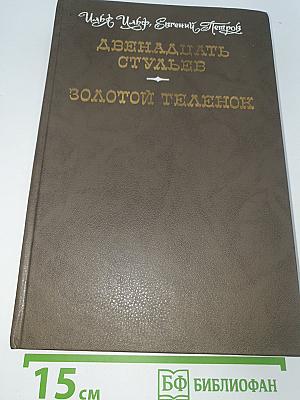 Илья Ильф, Евгений Петров
ДВЕНАДЦАТЬ
СТУЛЬЕВ
ЗОЛОТОЙ ТЕЛЕНОК
15 см
БФ БИБЛИОФАН